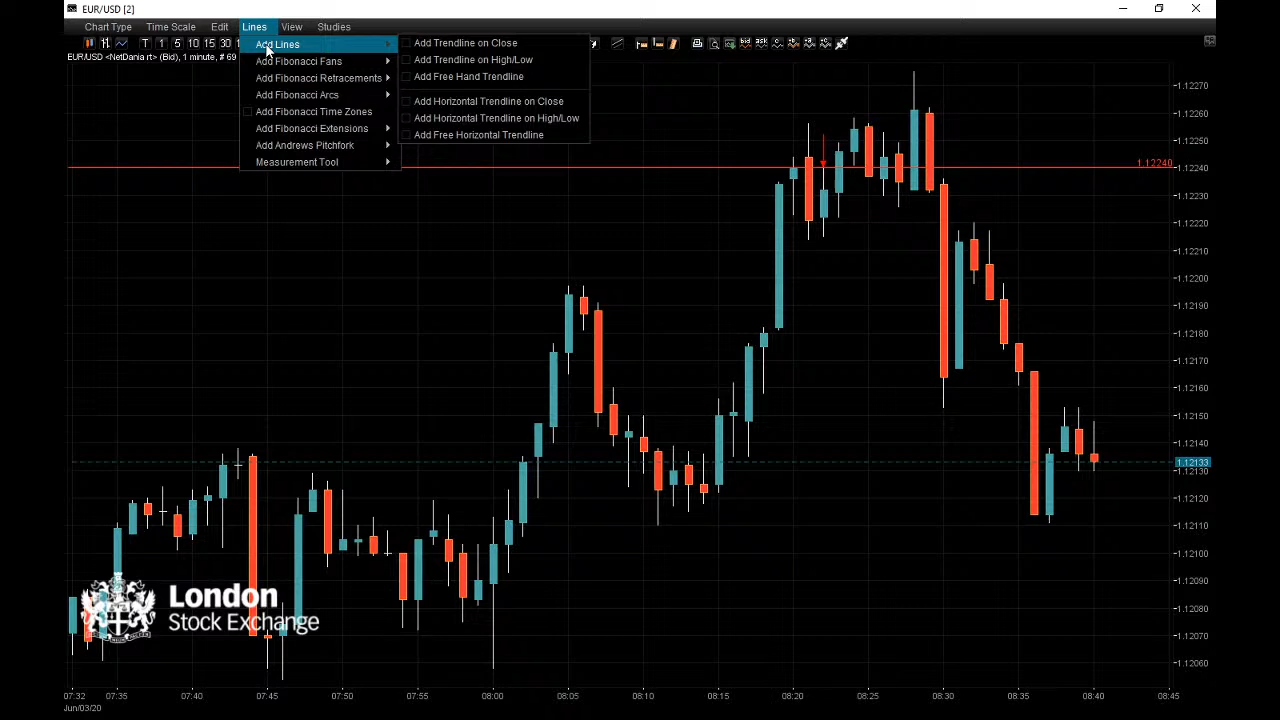 EUR/USD [2]
Chart Type Time Scale Edit Lines View Studies
T 1 5 10 15 30
bid ask
EUR/USD <NetDania rt> (Bid), 1 minute, # 69
Add Lines
Add Fibonacci Fans
Add Fibonacci Retracements
Add Fibonacci Arcs
Add Fibonacci Time Zones
Add Fibonacci Extensions
Add Andrews Pitchfork
Measurement Tool
Add Trendline on Close
Add Trendline on High/Low
Add Free Hand Trendline
Add Horizontal Trendline on Close
Add Horizontal Trendline on High/Low
Add Free Horizontal Trendline
1.12240
1.12270
1.12250
1.12240
1.12230
1.12220
1.12210
1.12200
1.12190
1.12180
1.12170
1.12160
1.12150
1.12140
1.12133
1.12130
1.12120
1.12110
1.12100
1.12090
1.12080
1.12070
1.12060
London
Stock Exchange
07:32 07:35 07:40 07:45 07:50 07:55 08:00 08:05 08:10 08:15 08:20 08:25 08:30 08:35 08:40 08:45
Jun/03/20